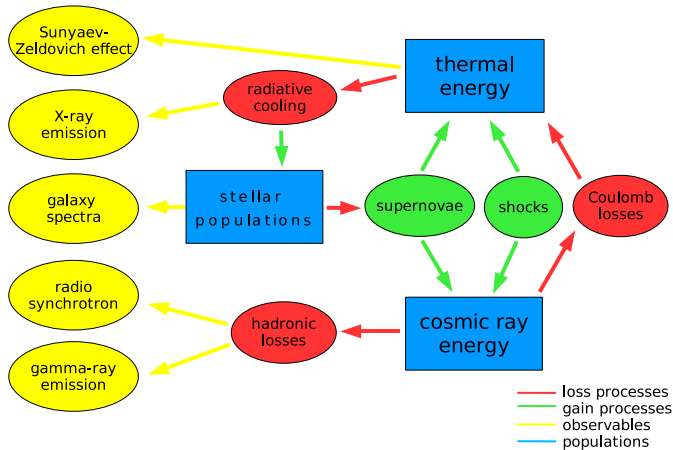 Sunyaev-
Zeldovich effect
thermal
energy
radiative
cooling
X-ray
emission
stellar
populations
supernovae
shocks
Coulomb
losses
galaxy
spectra
radio
synchrotron
hadronic
losses
cosmic ray
energy
gamma-ray
emission
loss processes
gain processes
observables
populations